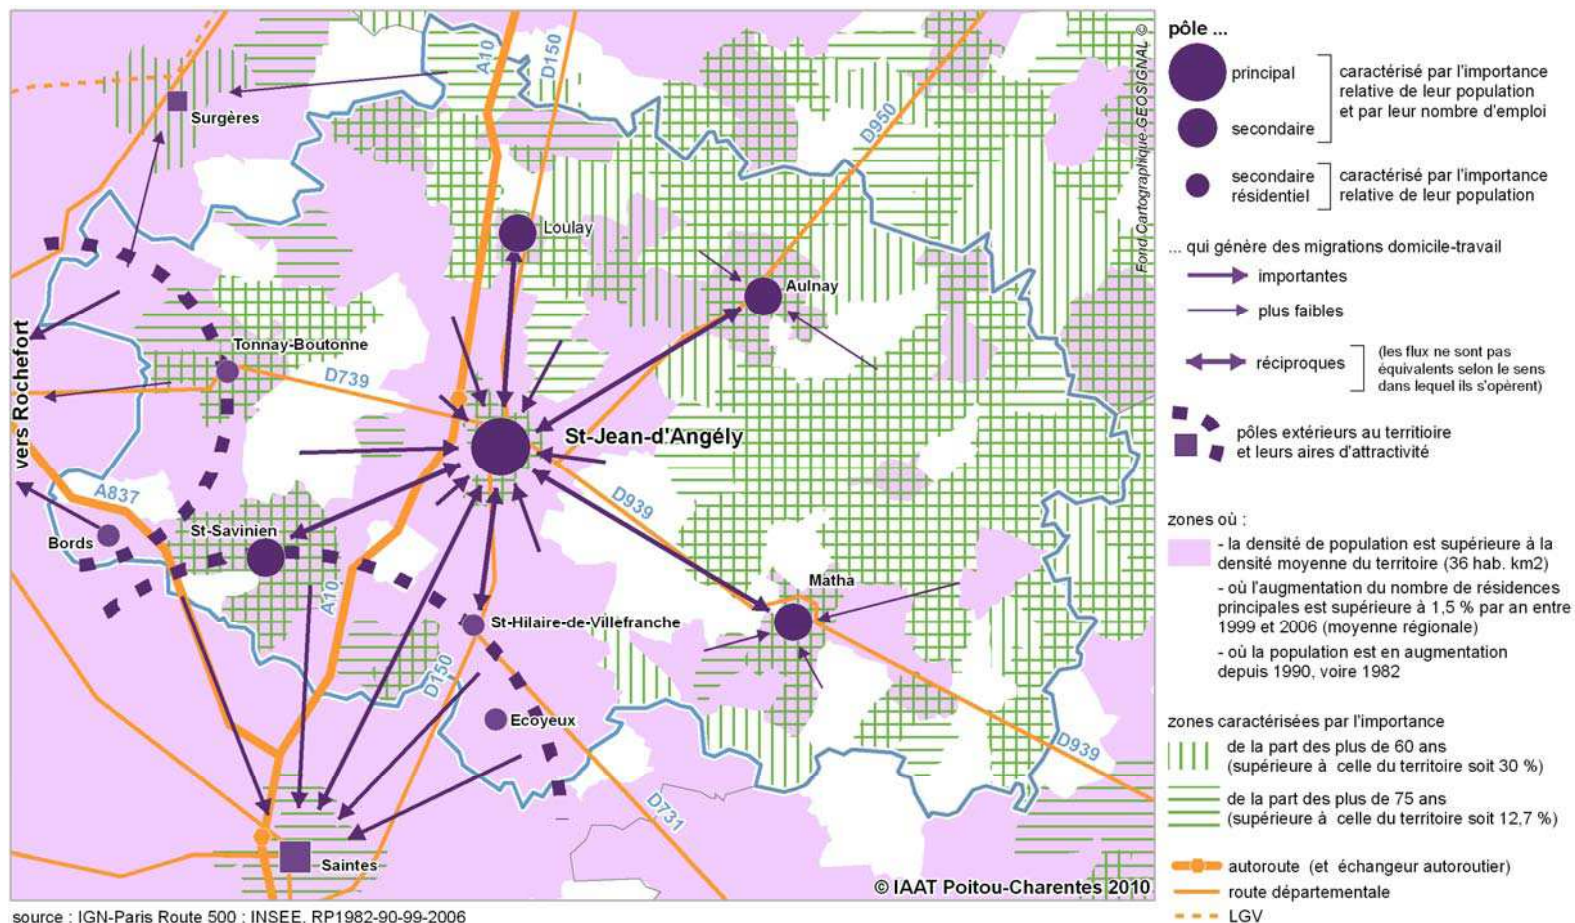 A10
D150
Fond Cartographique-GEOSIGNAL ©
Surgères
D950
Loulay
Aulnay
Tonnay-Boutonne
D739
vers Rochefort
St-Jean-d'Angély
A837
D939
St-Savinien
Bords
A10
Matha
St-Hilaire-de-Villefranche
D150
Ecoyeux
D939
D731
Saintes
© IAAT Poitou-Charentes 2010
source : IGN-Paris Route 500 ; INSEE, RP1982-90-99-2006
pôle ...
principal
secondaire
caractérisé par l'importance
relative de leur population
et par leur nombre d'emploi
secondaire
résidentiel
caractérisé par l'importance
relative de leur population
... qui génère des migrations domicile-travail
importantes
plus faibles
réciproques
(les flux ne sont pas
équivalents selon le sens
dans lequel ils s'opèrent)
pôles extérieurs au territioire
et leurs aires d'attractivité
zones où :
- la densité de population est supérieure à la
densité moyenne du territoire (36 hab. km2)
- où l'augmentation du nombre de résidences
principales est supérieure à 1,5 % par an entre
1999 et 2006 (moyenne régionale)
- où la population est en augmentation
depuis 1990, voire 1982
zones caractérisées par l'importance
de la part des plus de 60 ans
(supérieure à celle du territoire soit 30 %)
de la part des plus de 75 ans
(supérieure à celle du territoire soit 12,7 %)
autoroute (et échangeur autoroutier)
route départementale
LGV